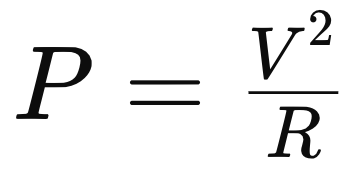 P = V² / R